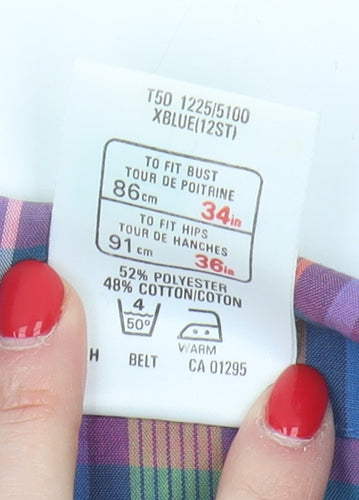 T5D 1225/5100
XBLUE(12ST)
TO FIT BUST
TOUR DE POITRINE
86cm 34in
TO FIT HIPS
TOUR DE HANCHES
91cm 36in
52% POLYESTER
48% COTTON/COTON
4
50°
WARM
H BELT CA 01295